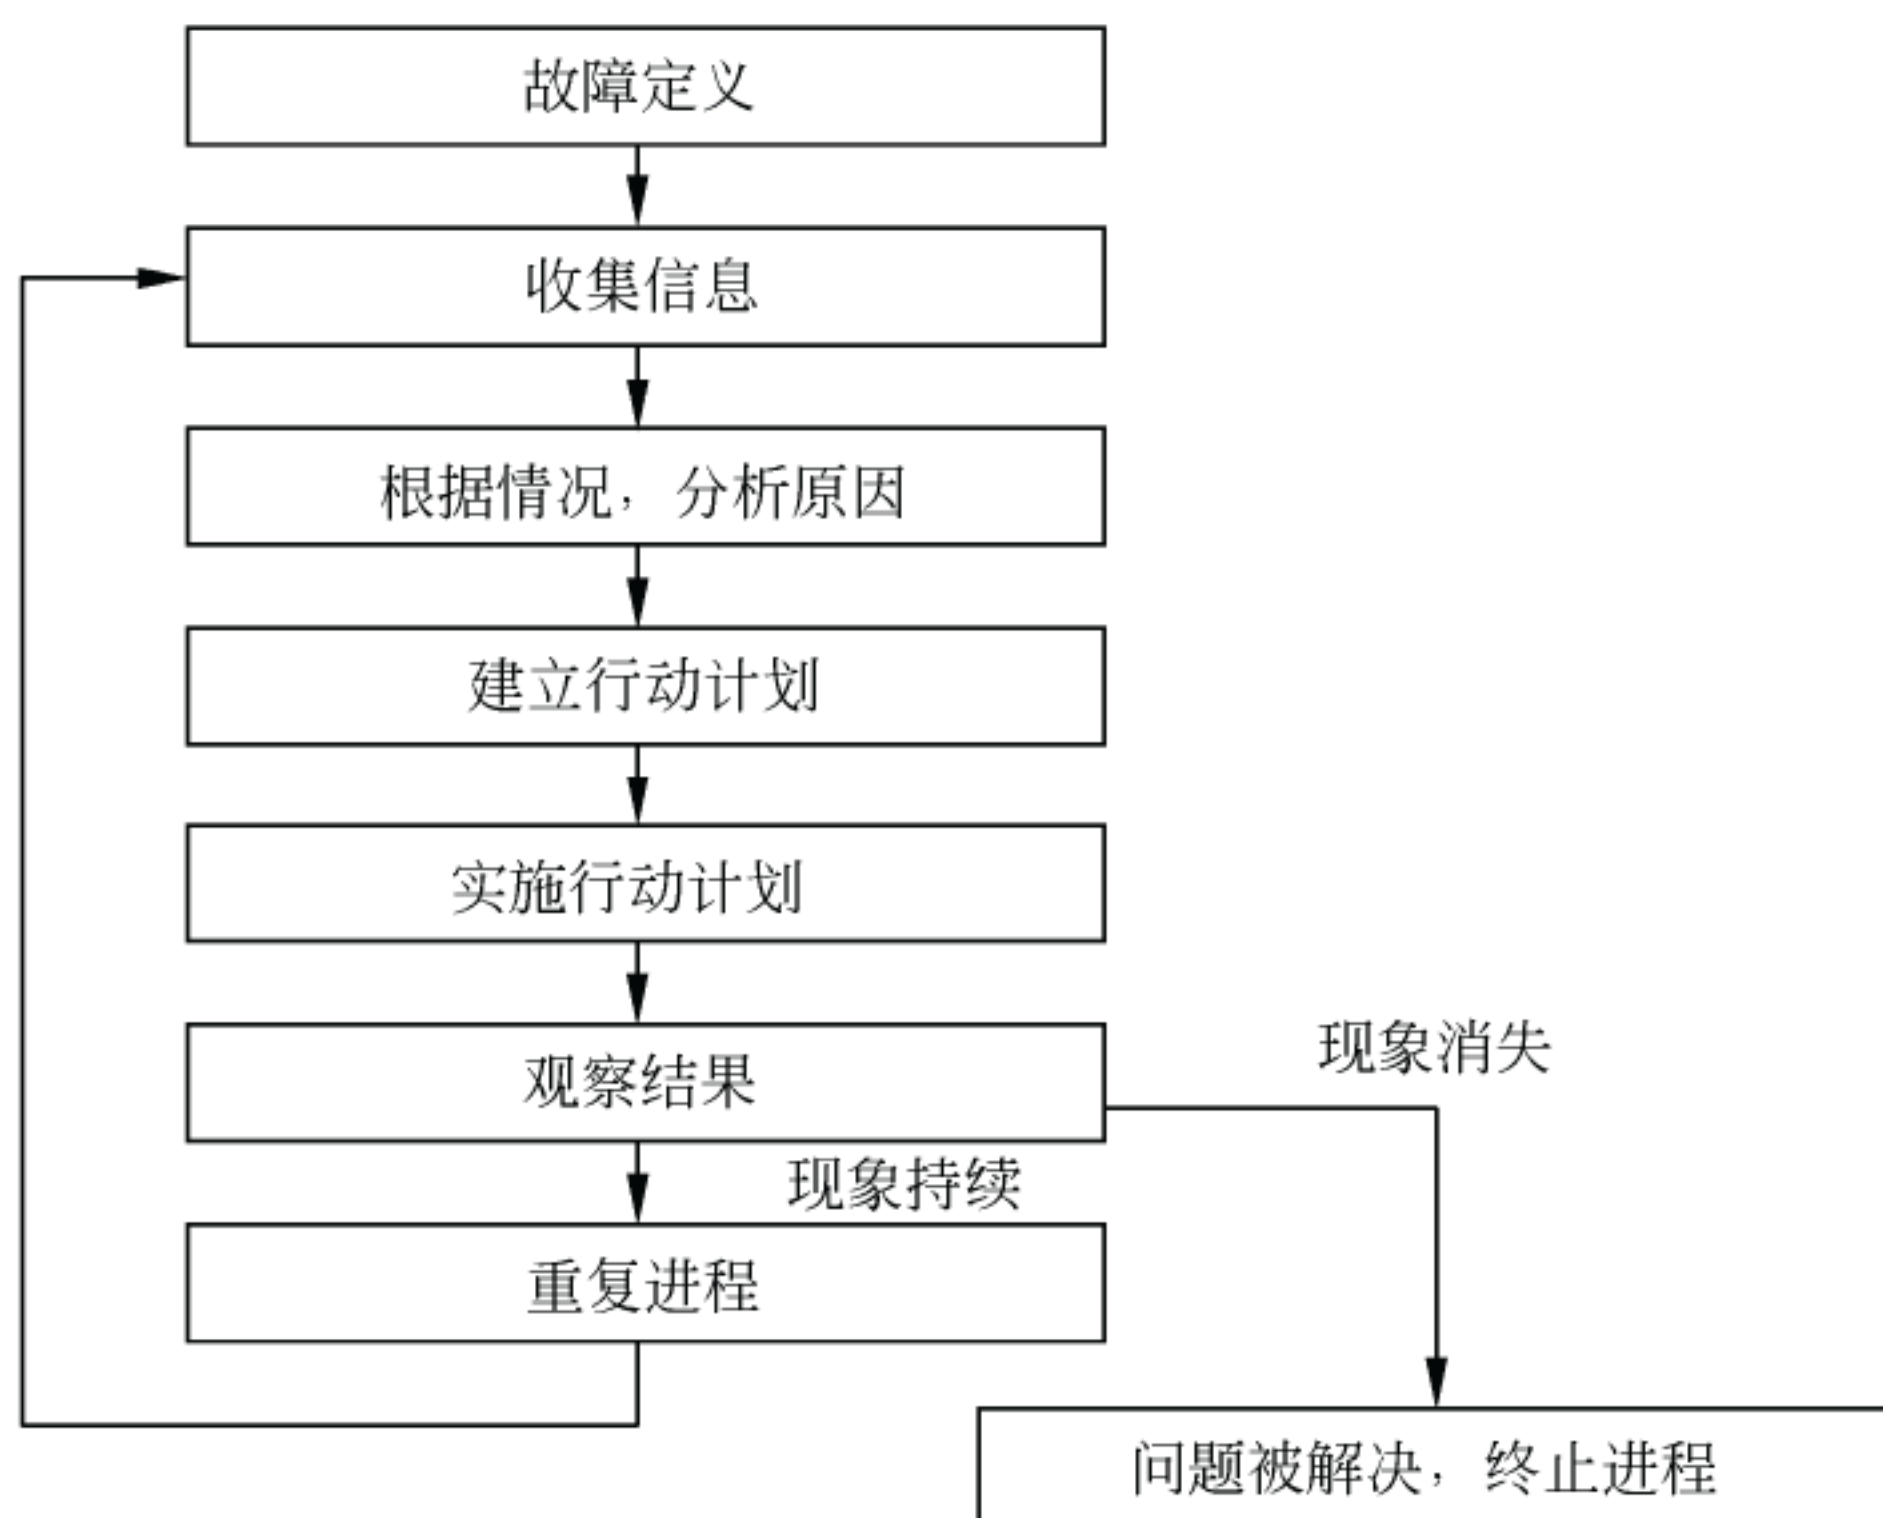 故障定义
收集信息
根据情况，分析原因
建立行动计划
实施行动计划
观察结果
现象消失
现象持续
重复进程
问题被解决，终止进程